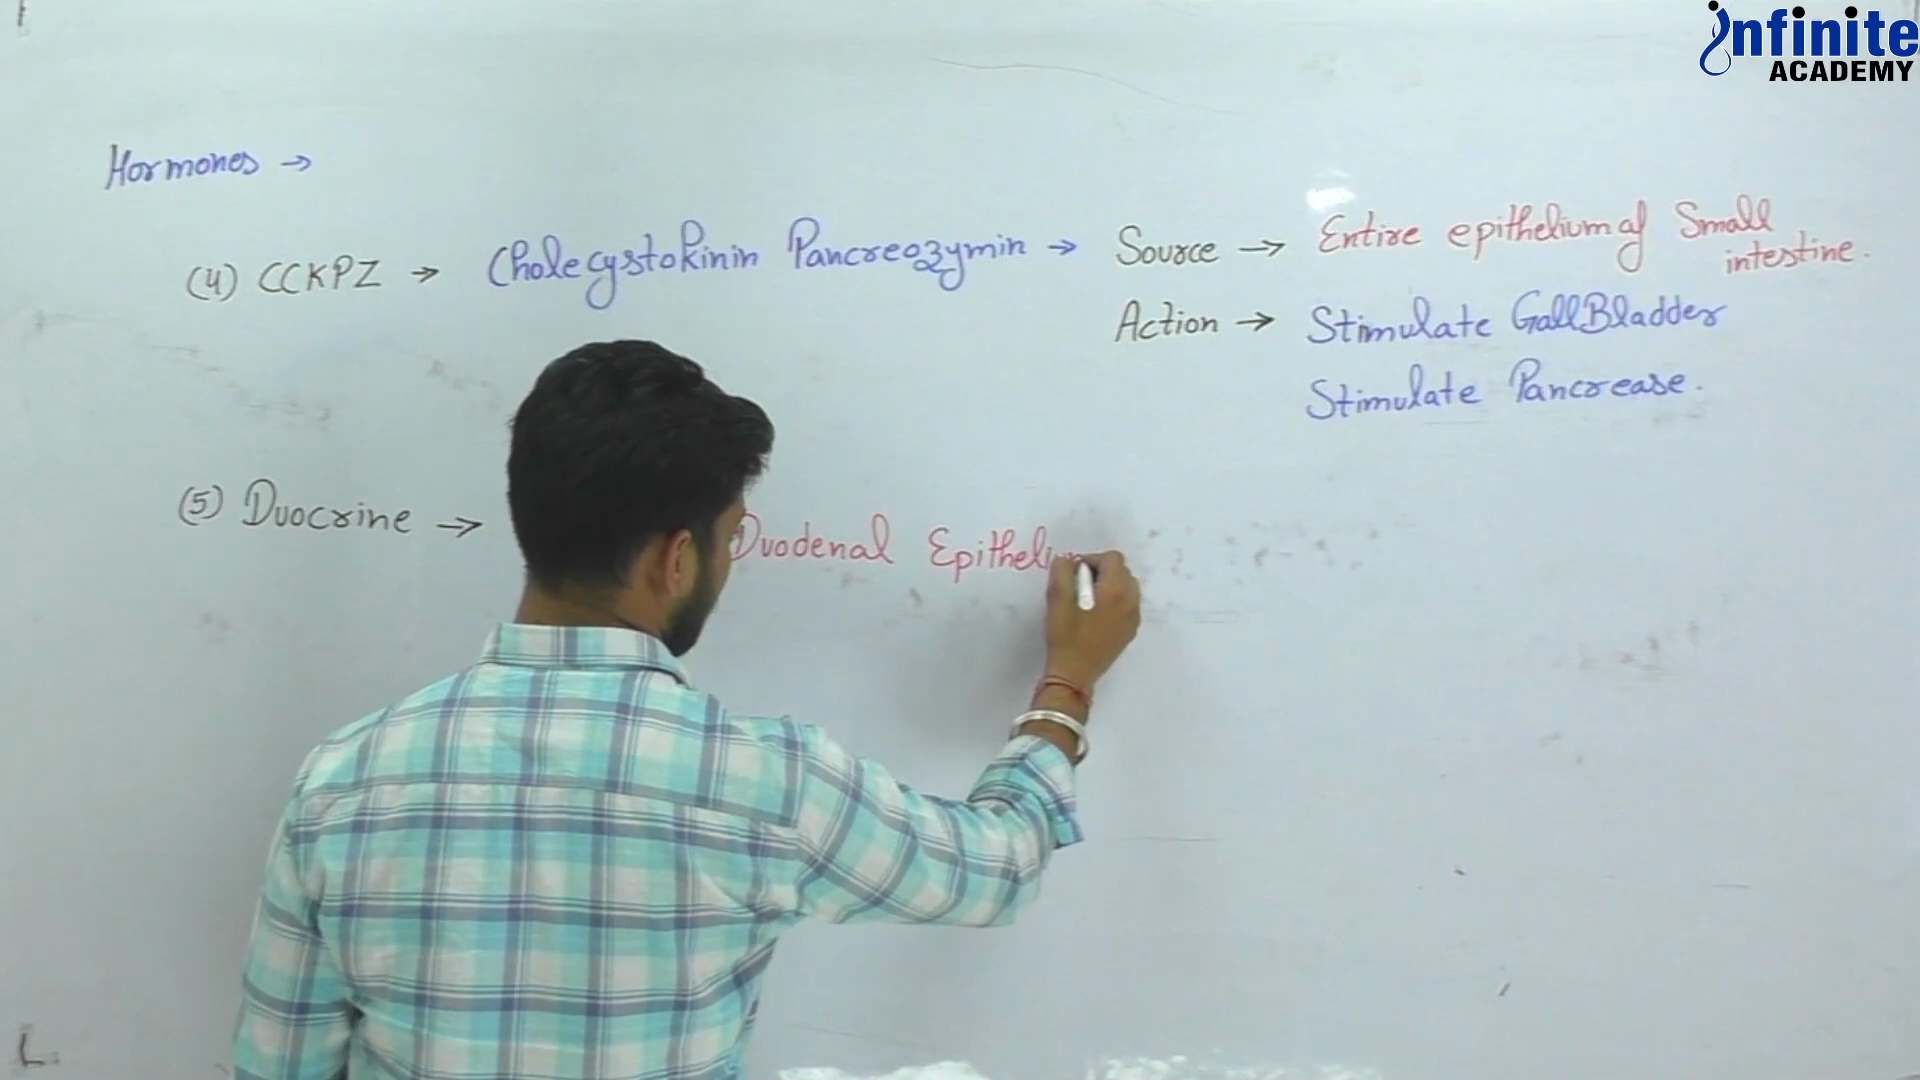 infinite
ACADEMY
Hormones →
(4) CCKPZ → Cholecystokinin Pancreozymin → Source → Entire epithelium of Small
intestine.
Action → Stimulate GallBladder
Stimulate Pancrease.
(5) Duocrine → Duodenal Epithelium